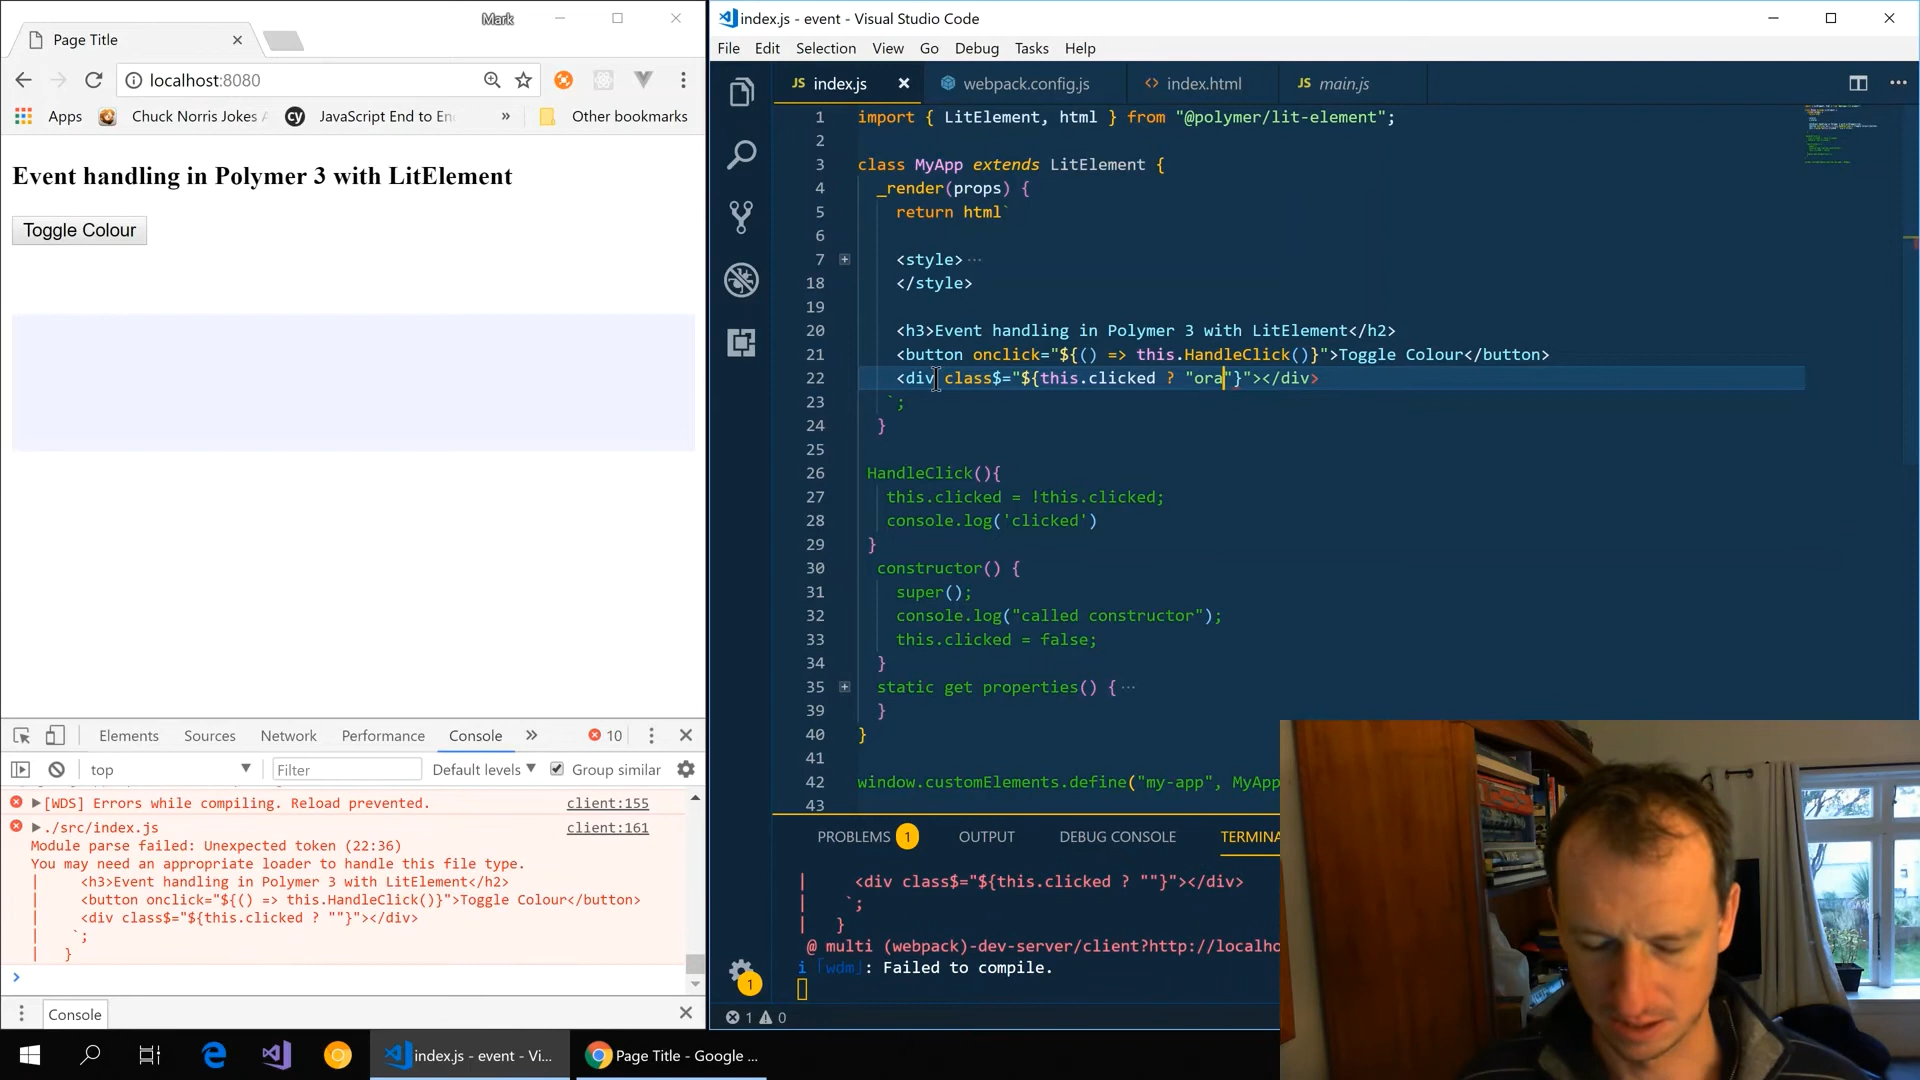 Mark
Page Title
localhost:8080
Apps
Chuck Norris Jokes
JavaScript End to En
»
Other bookmarks
Event handling in Polymer 3 with LitElement
Toggle Colour
Elements
Sources
Network
Performance
Console
»
10
top
Filter
Default levels
Group similar
[WDS] Errors while compiling. Reload prevented.
client:155
./src/index.js
client:161
Module parse failed: Unexpected token (22:36)
You may need an appropriate loader to handle this file type.
| <h3>Event handling in Polymer 3 with LitElement</h2>
| <button onclick="${() => this.HandleClick()}">Toggle Colour</button>
| <div class$="${this.clicked ? ""}"></div>
| `;
| }
>
Console
index.js - event - Visual Studio Code
File Edit Selection View Go Debug Tasks Help
JS index.js
webpack.config.js
<> index.html
JS main.js
1 import { LitElement, html } from "@polymer/lit-element";
2
3 class MyApp extends LitElement {
4 _render(props) {
5 return html`
6
7 <style> ...
18 </style>
19
20 <h3>Event handling in Polymer 3 with LitElement</h2>
21 <button onclick="${() => this.HandleClick()}">Toggle Colour</button>
22 <div class$="${this.clicked ? "ora"}"></div>
23 `;
24 }
25
26 HandleClick(){
27 this.clicked = !this.clicked;
28 console.log('clicked')
29 }
30 constructor() {
31 super();
32 console.log("called constructor");
33 this.clicked = false;
34 }
35 static get properties() { ...
39 }
40 }
41
42 window.customElements.define("my-app", MyApp
43
PROBLEMS 1
OUTPUT
DEBUG CONSOLE
TERMINA
| <div class$="${this.clicked ? ""}"></div>
| `;
| }
@ multi (webpack)-dev-server/client?http://localho
i ｢wdm｣: Failed to compile.
1
1 0
index.js - event - Vi...
Page Title - Google ...